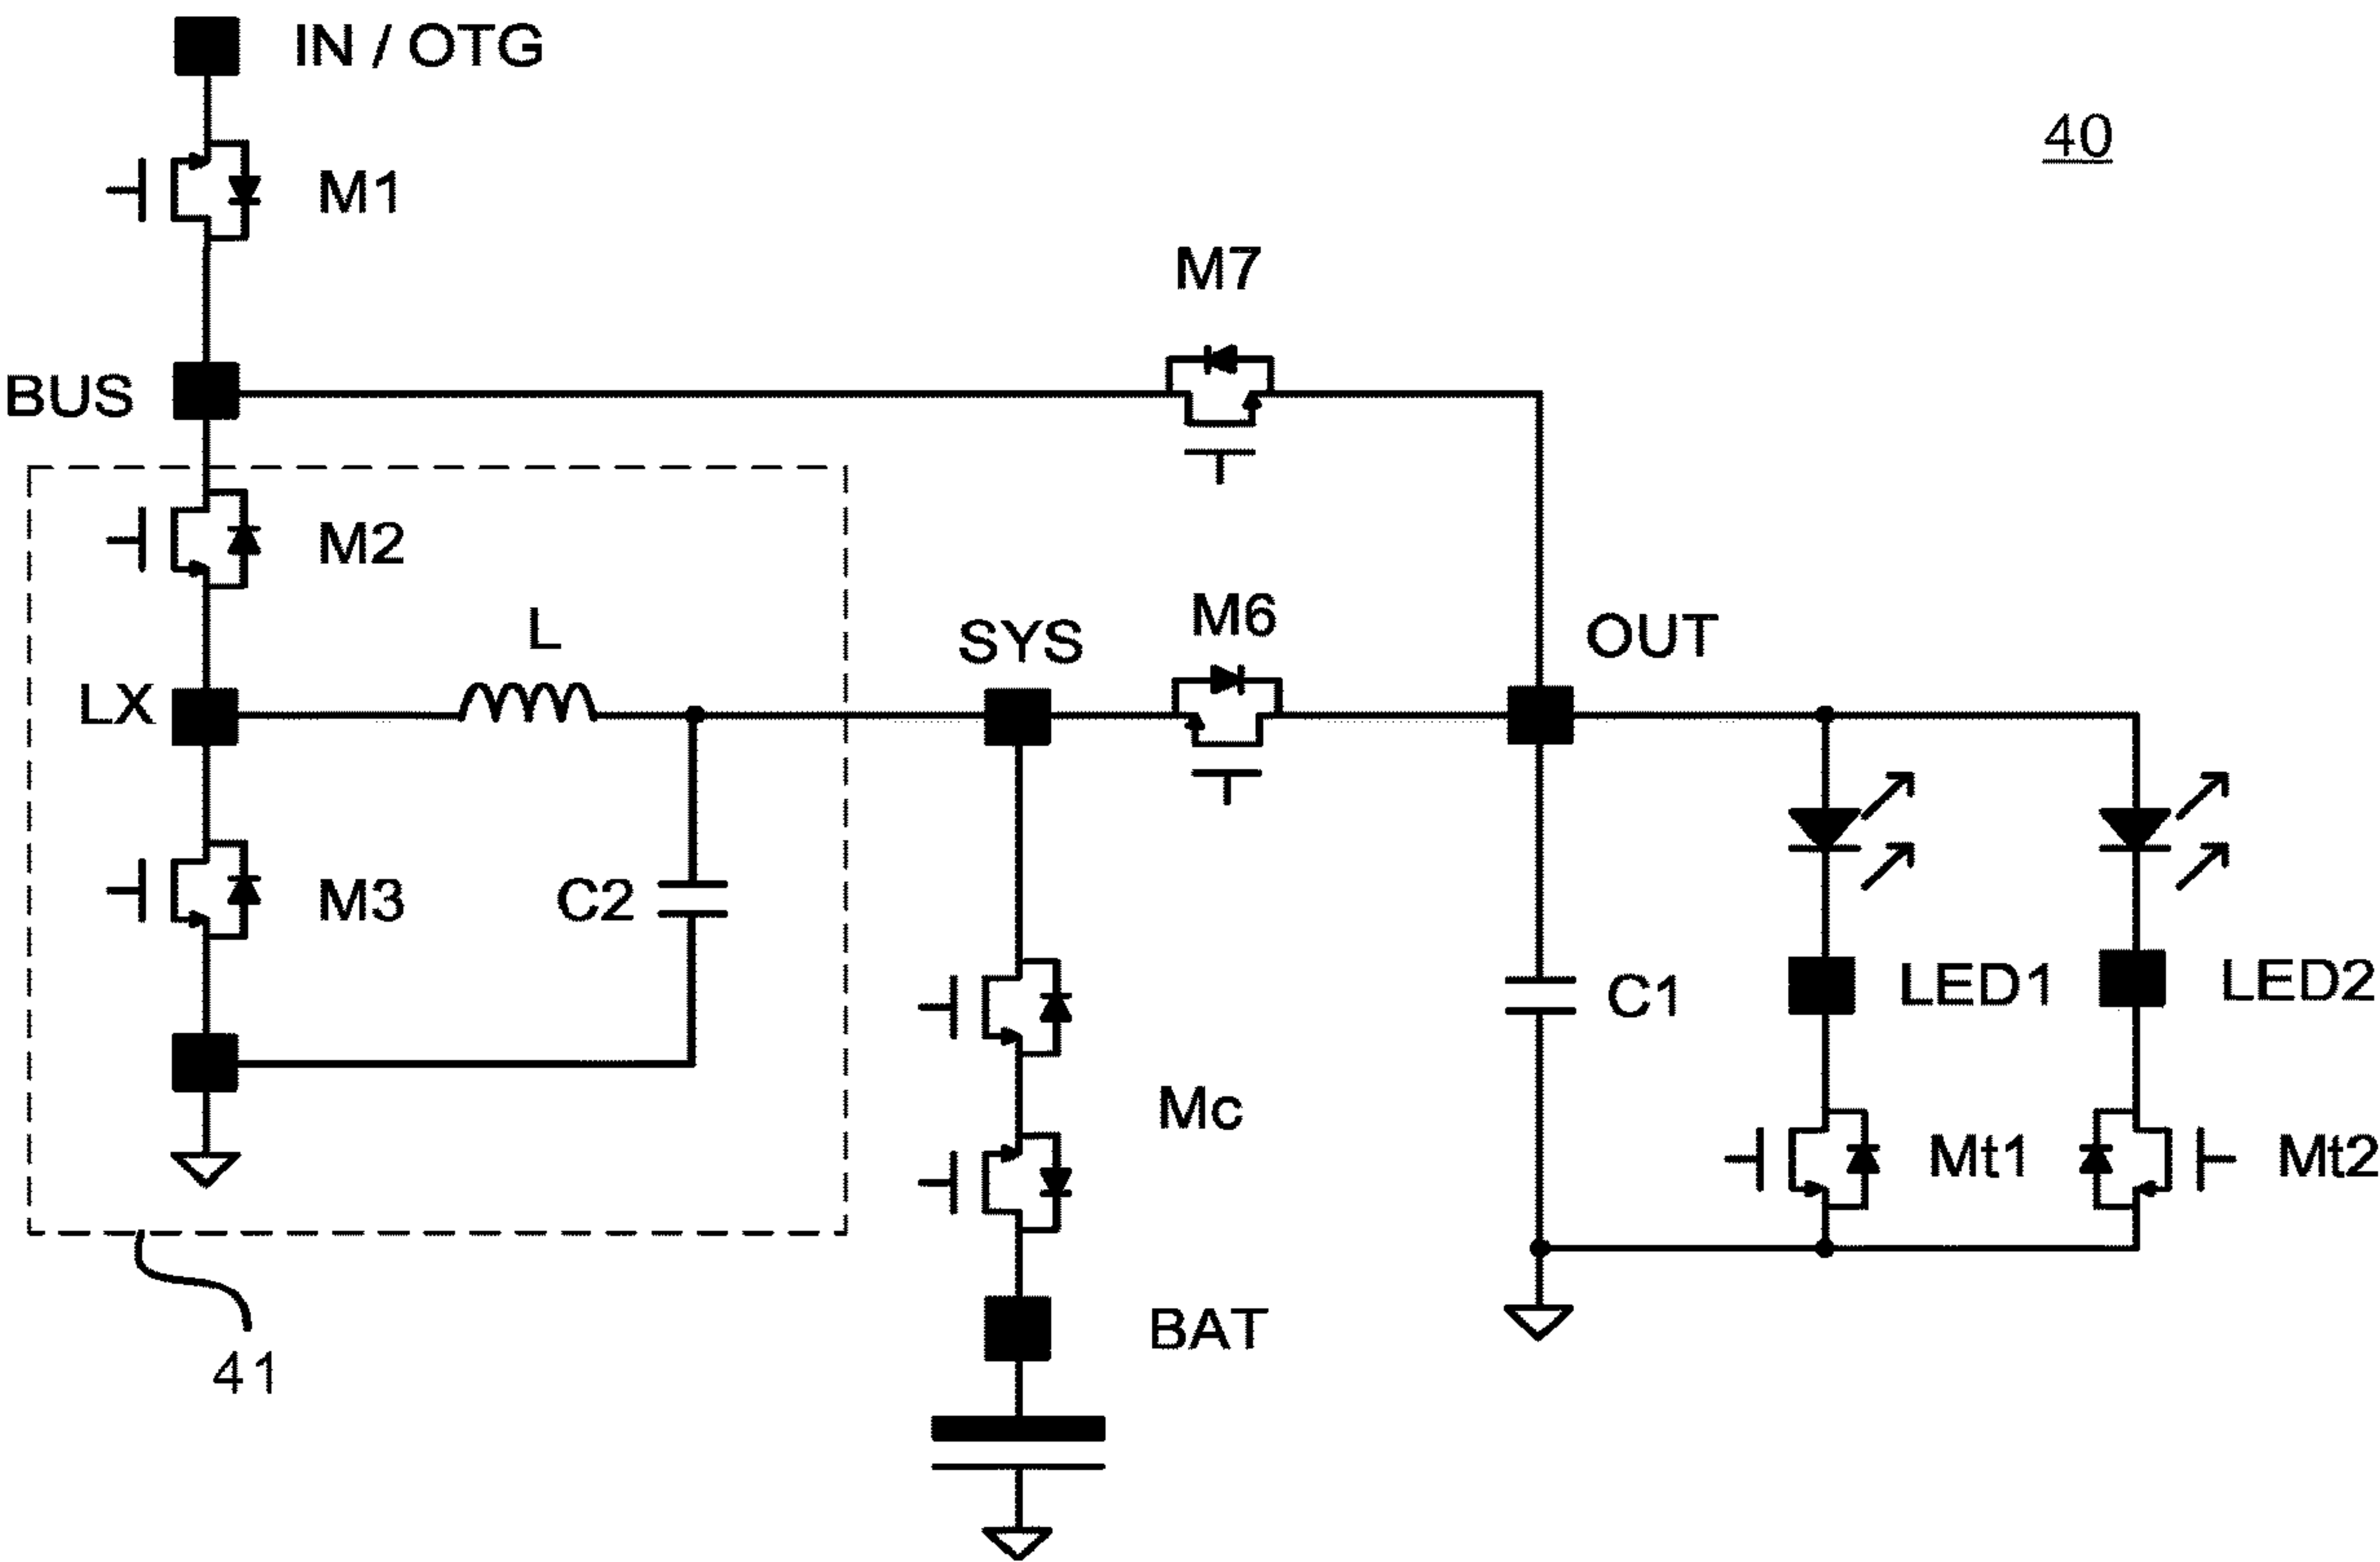 IN / OTG
40
M1
M7
BUS
M2
M6
L
SYS
OUT
LX
M3
C2
C1
LED1
LED2
Mc
Mt1
Mt2
BAT
41